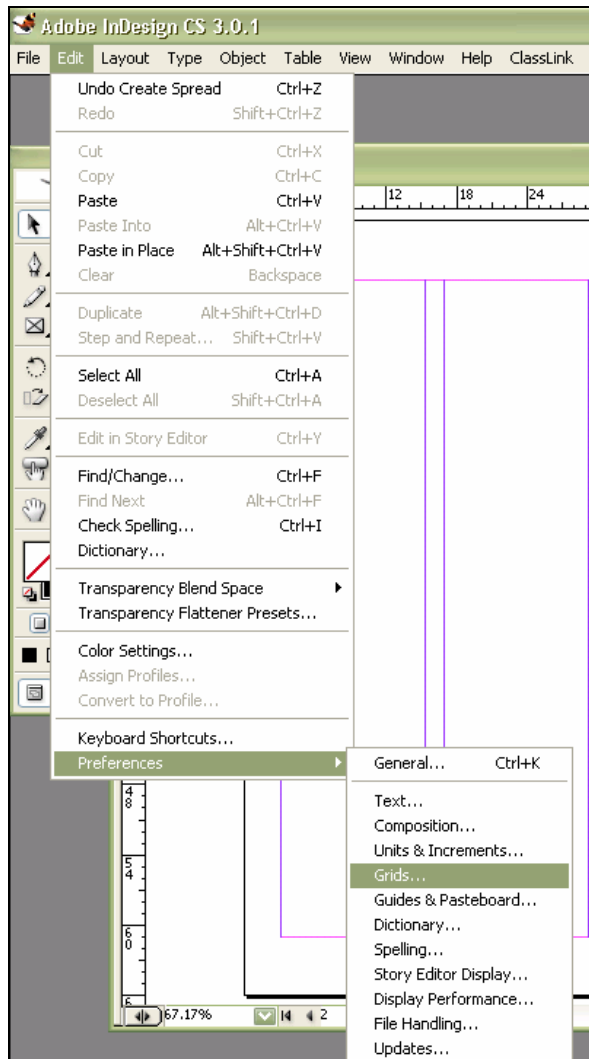 Adobe InDesign CS 3.0.1
File Edit Layout Type Object Table View Window Help ClassLink
Undo Create Spread Ctrl+Z
Redo Shift+Ctrl+Z
Cut Ctrl+X
Copy Ctrl+C
Paste Ctrl+V
Paste Into Alt+Ctrl+V
Paste in Place Alt+Shift+Ctrl+V
Clear Backspace
Duplicate Alt+Shift+Ctrl+D
Step and Repeat... Shift+Ctrl+V
Select All Ctrl+A
Deselect All Shift+Ctrl+A
Edit in Story Editor Ctrl+Y
Find/Change... Ctrl+F
Find Next Alt+Ctrl+F
Check Spelling... Ctrl+I
Dictionary...
Transparency Blend Space
Transparency Flattener Presets...
Color Settings...
Assign Profiles...
Convert to Profile...
Keyboard Shortcuts...
Preferences
General... Ctrl+K
Text...
Composition...
Units & Increments...
Grids...
Guides & Pasteboard...
Dictionary...
Spelling...
Story Editor Display...
Display Performance...
File Handling...
Updates...
12 18 24
48
54
60
67.17%
2